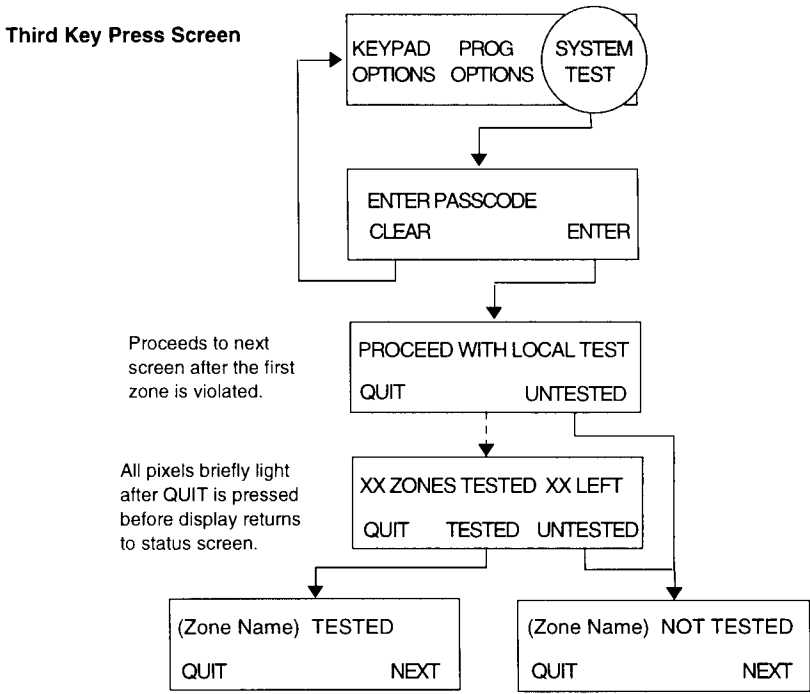 Third Key Press Screen
KEYPAD PROG SYSTEM
OPTIONS OPTIONS TEST
ENTER PASSCODE
CLEAR ENTER
Proceeds to next
screen after the first
zone is violated.
PROCEED WITH LOCAL TEST
QUIT UNTESTED
All pixels briefly light
after QUIT is pressed
before display returns
to status screen.
XX ZONES TESTED XX LEFT
QUIT TESTED UNTESTED
(Zone Name) TESTED
QUIT NEXT
(Zone Name) NOT TESTED
QUIT NEXT